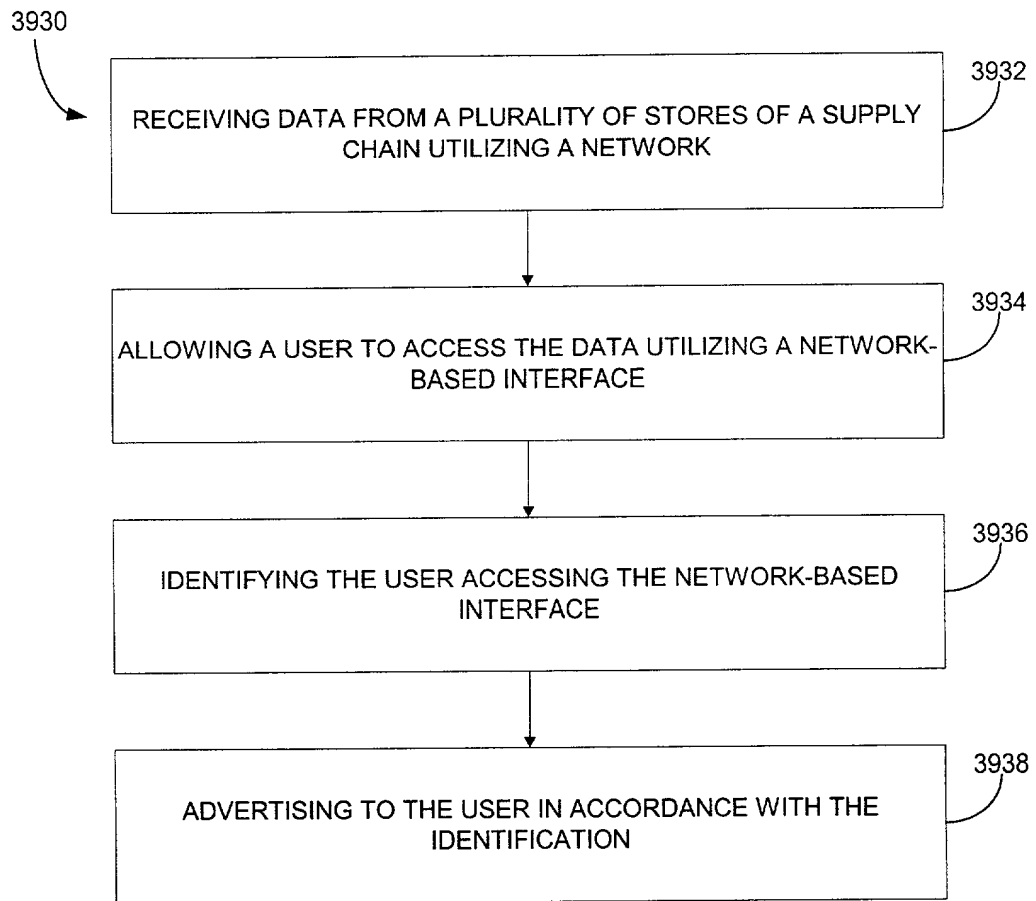 3930
3932
RECEIVING DATA FROM A PLURALITY OF STORES OF A SUPPLY
CHAIN UTILIZING A NETWORK
3934
ALLOWING A USER TO ACCESS THE DATA UTILIZING A NETWORK-
BASED INTERFACE
3936
IDENTIFYING THE USER ACCESSING THE NETWORK-BASED
INTERFACE
3938
ADVERTISING TO THE USER IN ACCORDANCE WITH THE
IDENTIFICATION